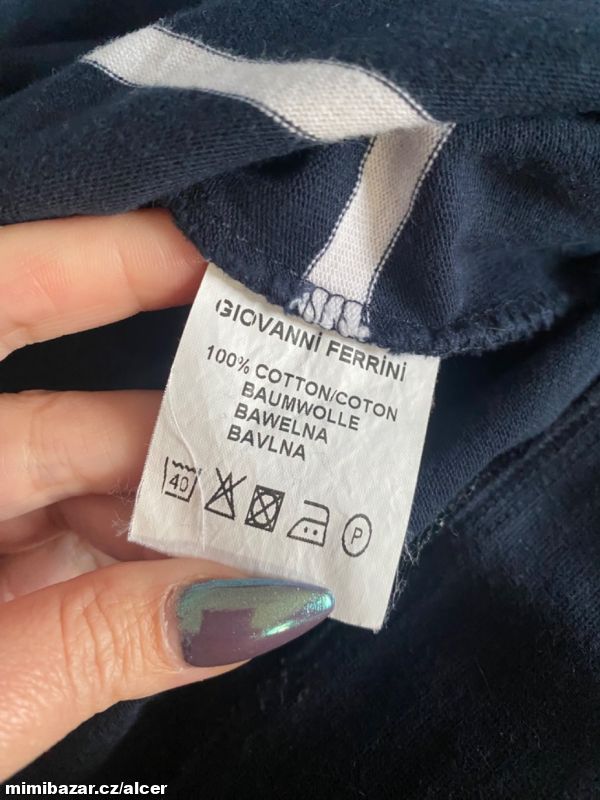 GIOVANNI FERRINI
100% COTTON/COTON
BAUMWOLLE
BAWELNA
BAVLNA
40
P
mimibazar.cz/alcer